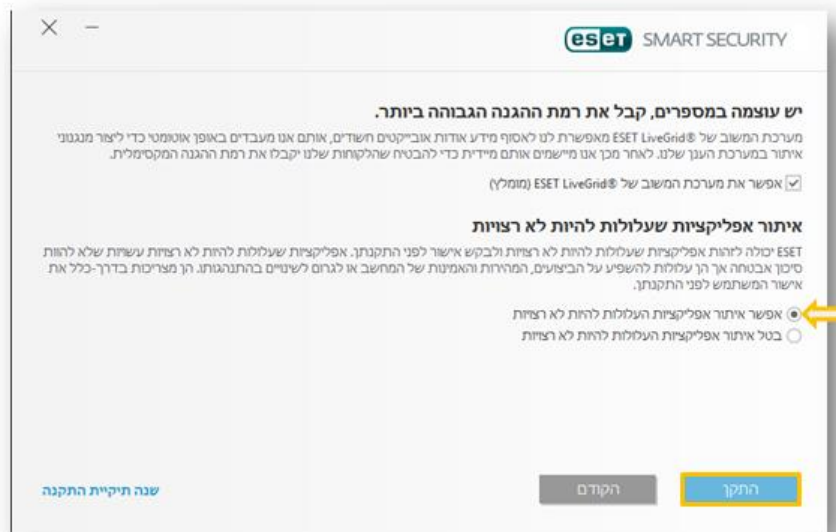 eset SMART SECURITY
יש עוצמה במספרים, קבל את רמת ההגנה הגבוהה ביותר.
מערכת המשוב של ESET LiveGrid®‎ מאפשרת לנו לאסוף מידע אודות אובייקטים חשודים, אותם אנו מעבדים באופן אוטומטי כדי ליצור מנגנוני
איתור במערכת הענן שלנו. לאחר מכן אנו מיישמים אותם מיידית כדי להבטיח שהלקוחות שלנו יקבלו את רמת ההגנה המקסימלית.
אפשר את מערכת המשוב של ESET LiveGrid®‎ (מומלץ)
איתור אפליקציות שעלולות להיות לא רצויות
ESET יכולה לזהות אפליקציות שעלולות להיות לא רצויות ולבקש אישור לפני התקנתן. אפליקציות שעלולות להיות לא רצויות עשויות שלא להוות
סיכון אבטחה אך הן עלולות להשפיע על הביצועים, המהירות והאמינות של המחשב או לגרום לשינויים בהתנהגותו. הן מצריכות בדרך-כלל את
אישור המשתמש לפני התקנתן.
אפשר איתור אפליקציות העלולות להיות לא רצויות
בטל איתור אפליקציות העלולות להיות לא רצויות
התקן
הקודם
שנה תיקיית התקנה